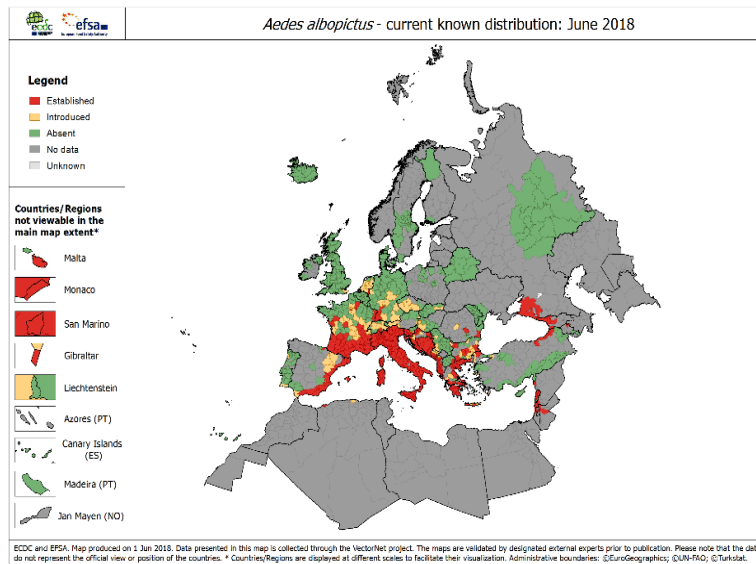 ecdc
efsa
Aedes albopictus - current known distribution: June 2018
Legend
Established
Introduced
Absent
No data
Unknown
Countries/Regions
not viewable in the
main map extent*
Malta
Monaco
San Marino
Gibraltar
Liechtenstein
Azores (PT)
Canary Islands
(ES)
Madeira (PT)
Jan Mayen (NO)
ECDC and EFSA. Map produced on 1 Jun 2018. Data presented in this map is collected through the VectorNet project. The maps are validated by designated external experts prior to publication. Please note that the data
do not represent the official view or position of the countries. * Countries/Regions are displayed at different scales to facilitate their visualization. Administrative boundaries: ©EuroGeographics; ©UN-FAO; ©Turkstat.